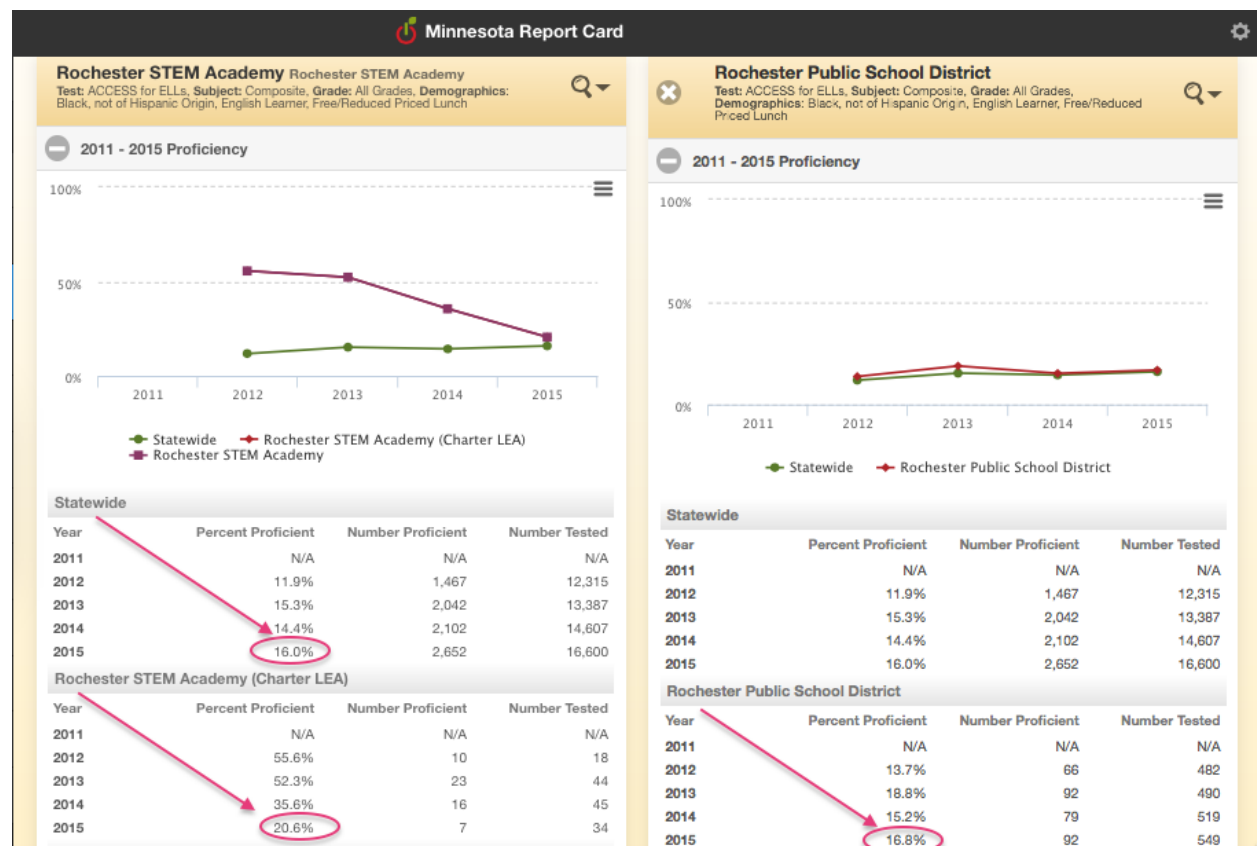 Minnesota Report Card
Rochester STEM Academy Rochester STEM Academy
Test: ACCESS for ELLs, Subject: Composite, Grade: All Grades, Demographics:
Black, not of Hispanic Origin, English Learner, Free/Reduced Priced Lunch
2011 - 2015 Proficiency
100%
50%
0%
2011 2012 2013 2014 2015
Statewide Rochester STEM Academy (Charter LEA)
Rochester STEM Academy
Statewide
Year Percent Proficient Number Proficient Number Tested
2011 N/A N/A N/A
2012 11.9% 1,467 12,315
2013 15.3% 2,042 13,387
2014 14.4% 2,102 14,607
2015 16.0% 2,652 16,600
Rochester STEM Academy (Charter LEA)
Year Percent Proficient Number Proficient Number Tested
2011 N/A N/A N/A
2012 55.6% 10 18
2013 52.3% 23 44
2014 35.6% 16 45
2015 20.6% 7 34
Rochester Public School District
Test: ACCESS for ELLs, Subject: Composite, Grade: All Grades,
Demographics: Black, not of Hispanic Origin, English Learner, Free/Reduced
Priced Lunch
2011 - 2015 Proficiency
100%
50%
0%
2011 2012 2013 2014 2015
Statewide Rochester Public School District
Statewide
Year Percent Proficient Number Proficient Number Tested
2011 N/A N/A N/A
2012 11.9% 1,467 12,315
2013 15.3% 2,042 13,387
2014 14.4% 2,102 14,607
2015 16.0% 2,652 16,600
Rochester Public School District
Year Percent Proficient Number Proficient Number Tested
2011 N/A N/A N/A
2012 13.7% 66 482
2013 18.8% 92 490
2014 15.2% 79 519
2015 16.8% 92 549